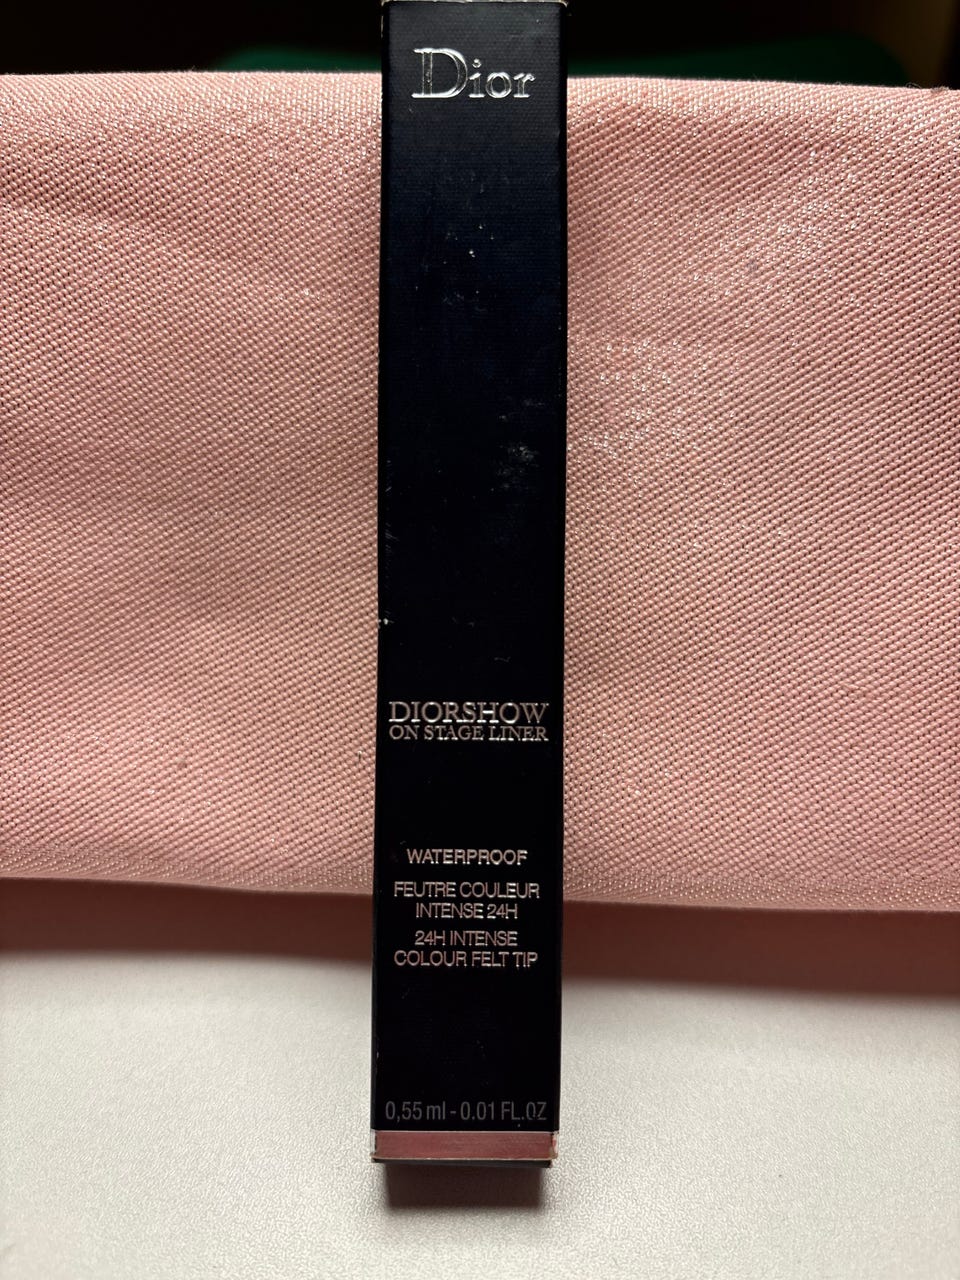 Dior
DIORSHOW
ON STAGE LINER
WATERPROOF
FEUTRE COULEUR
INTENSE 24H
24H INTENSE
COLOUR FELT TIP
0,55 ml - 0.01 FL.OZ